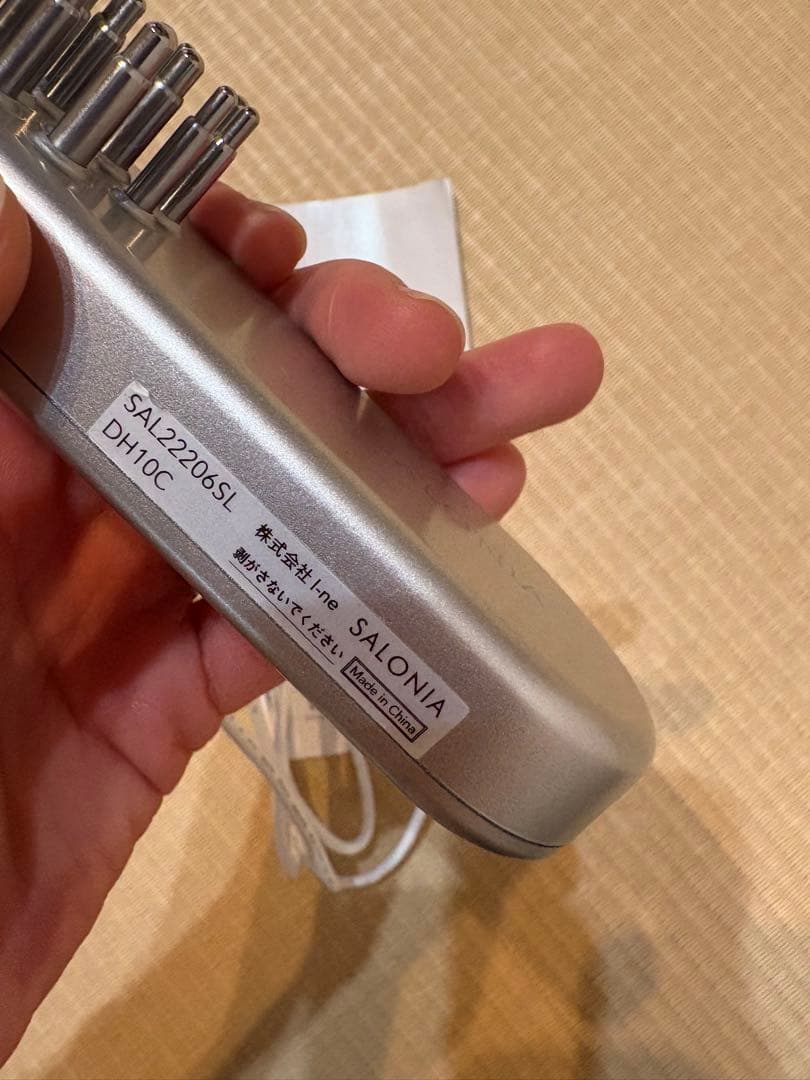 SAL22206SL
DH10C
株式会社 I-ne
剥がさないでください
SALONIA
Made in China